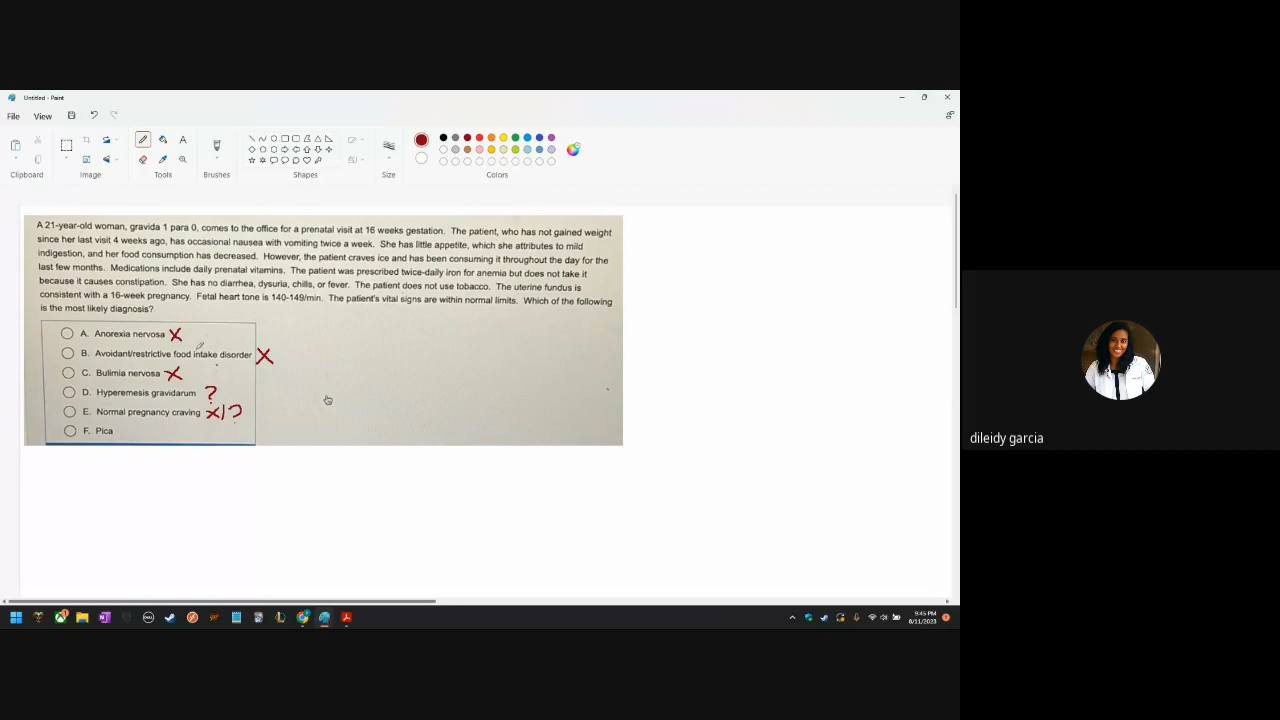 Untitled - Paint
File
View
Clipboard
Image
Tools
Brushes
Shapes
Size
Colors
A 21-year-old woman, gravida 1 para 0, comes to the office for a prenatal visit at 16 weeks gestation. The patient, who has not gained weight
since her last visit 4 weeks ago, has occasional nausea with vomiting twice a week. She has little appetite, which she attributes to mild
indigestion, and her food consumption has decreased. However, the patient craves ice and has been consuming it throughout the day for the
last few months. Medications include daily prenatal vitamins. The patient was prescribed twice-daily iron for anemia but does not take it
because it causes constipation. She has no diarrhea, dysuria, chills, or fever. The patient does not use tobacco. The uterine fundus is
consistent with a 16-week pregnancy. Fetal heart tone is 140-149/min. The patient's vital signs are within normal limits. Which of the following
is the most likely diagnosis?
A. Anorexia nervosa X
B. Avoidant/restrictive food intake disorder X
C. Bulimia nervosa X
D. Hyperemesis gravidarum ?
E. Normal pregnancy craving X/?
F. Pica
dileidy garcia
9:45 PM
8/11/2023